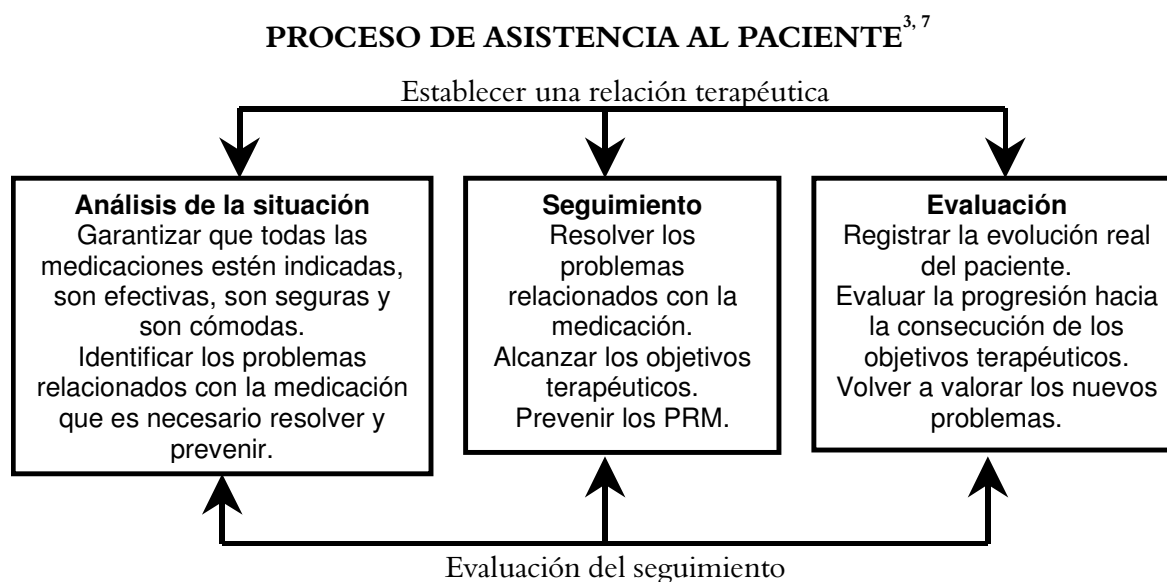 PROCESO DE ASISTENCIA AL PACIENTE3, 7
Establecer una relación terapéutica
Análisis de la situación
Garantizar que todas las
medicaciones estén indicadas,
son efectivas, son seguras y
son cómodas.
Identificar los problemas
relacionados con la medicación
que es necesario resolver y
prevenir.
Seguimiento
Resolver los
problemas
relacionados con la
medicación.
Alcanzar los objetivos
terapéuticos.
Prevenir los PRM.
Evaluación
Registrar la evolución real
del paciente.
Evaluar la progresión hacia
la consecución de los
objetivos terapéuticos.
Volver a valorar los nuevos
problemas.
Evaluación del seguimiento